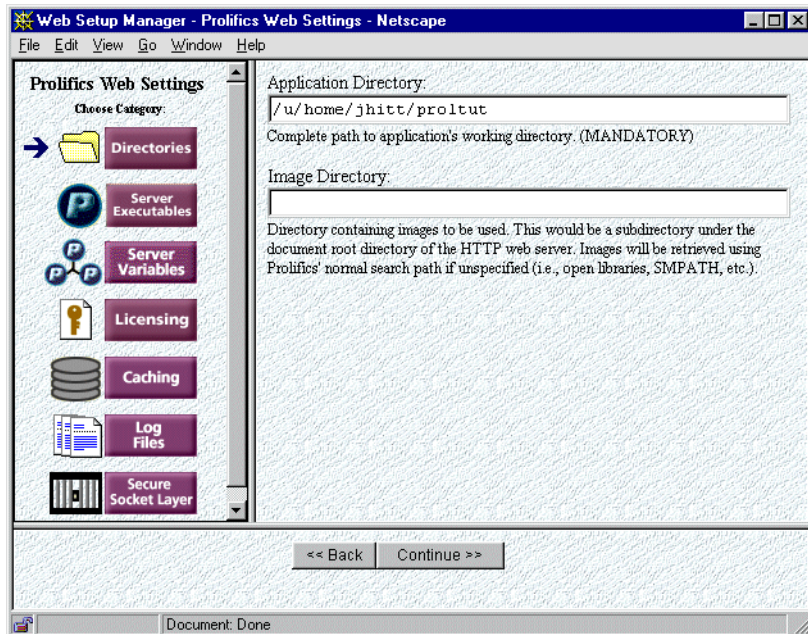 Web Setup Manager - Prolifics Web Settings - Netscape
File Edit View Go Window Help
Prolifics Web Settings
Choose Category:
Directories
Server
Executables
Server
Variables
Licensing
Caching
Log
Files
Secure
Socket Layer
Application Directory:
/u/home/jhitt/proltut
Complete path to application's working directory. (MANDATORY)
Image Directory:
Directory containing images to be used. This would be a subdirectory under the
document root directory of the HTTP web server. Images will be retrieved using
Prolifics' normal search path if unspecified (i.e., open libraries, SMPATH, etc.).
<< Back
Continue >>
Document: Done